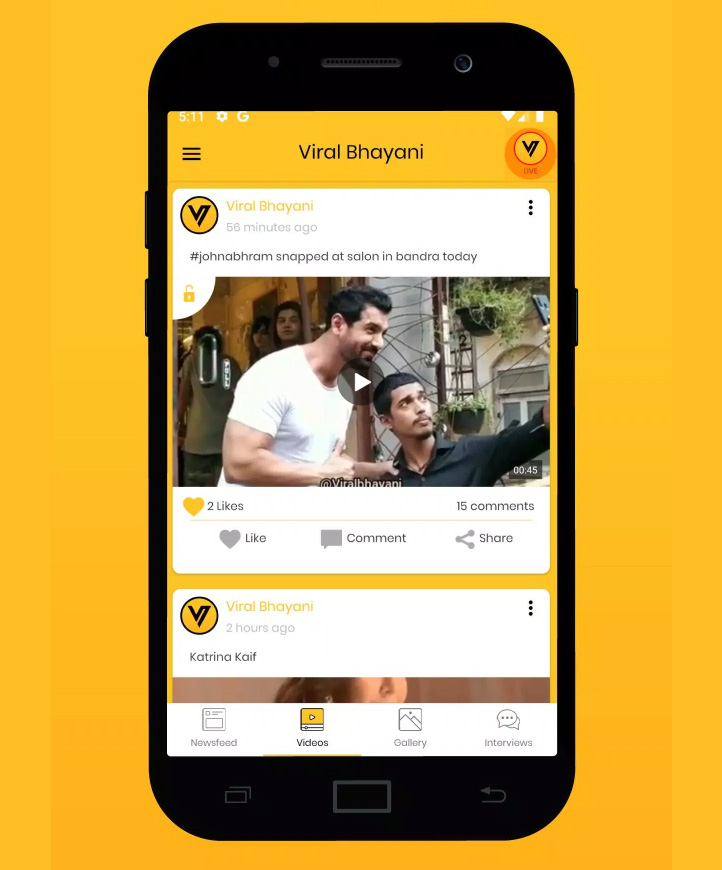 5:11 G
Viral Bhayani
LIVE
Viral Bhayani
56 minutes ago
#johnabhram snapped at salon in bandra today
PULL
@Viralbhayani
00:45
2 Likes
15 comments
Like
Comment
Share
Viral Bhayani
2 hours ago
Katrina Kaif
Newsfeed
Videos
Gallery
Interviews